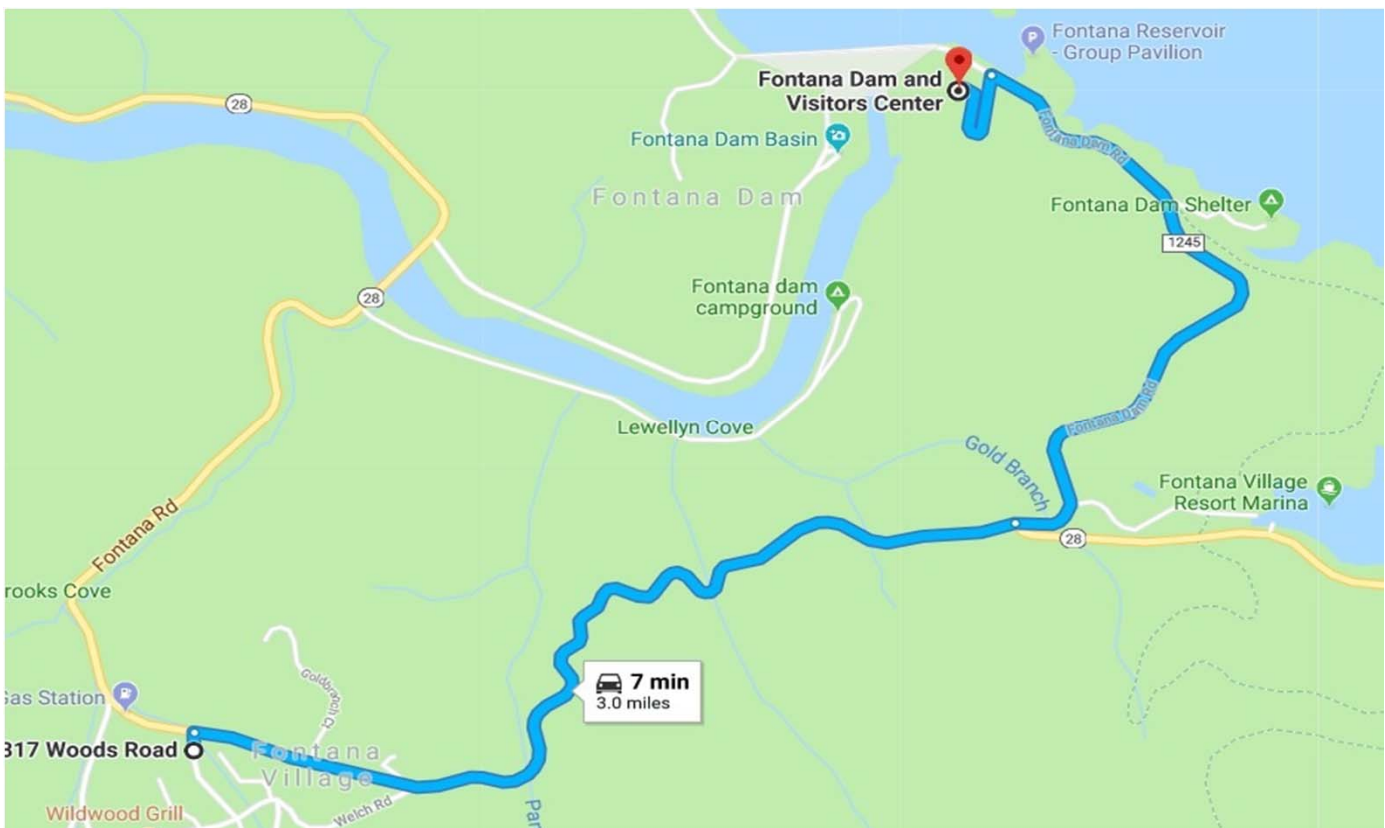 Fontana Reservoir
- Group Pavilion
Fontana Dam and
Visitors Center
28
Fontana Dam Basin
Fontana Dam Rd
Fontana Dam
Fontana Dam Shelter
1245
Fontana dam
campground
28
Fontana Dam Rd
Lewellyn Cove
Gold Branch
Fontana Village
Resort Marina
Fontana Rd
28
rooks Cove
7 min
3.0 miles
Goldbranch Ct
Gas Station
317 Woods Road
Fontana
Village
Welch Rd
Wildwood Grill
Par